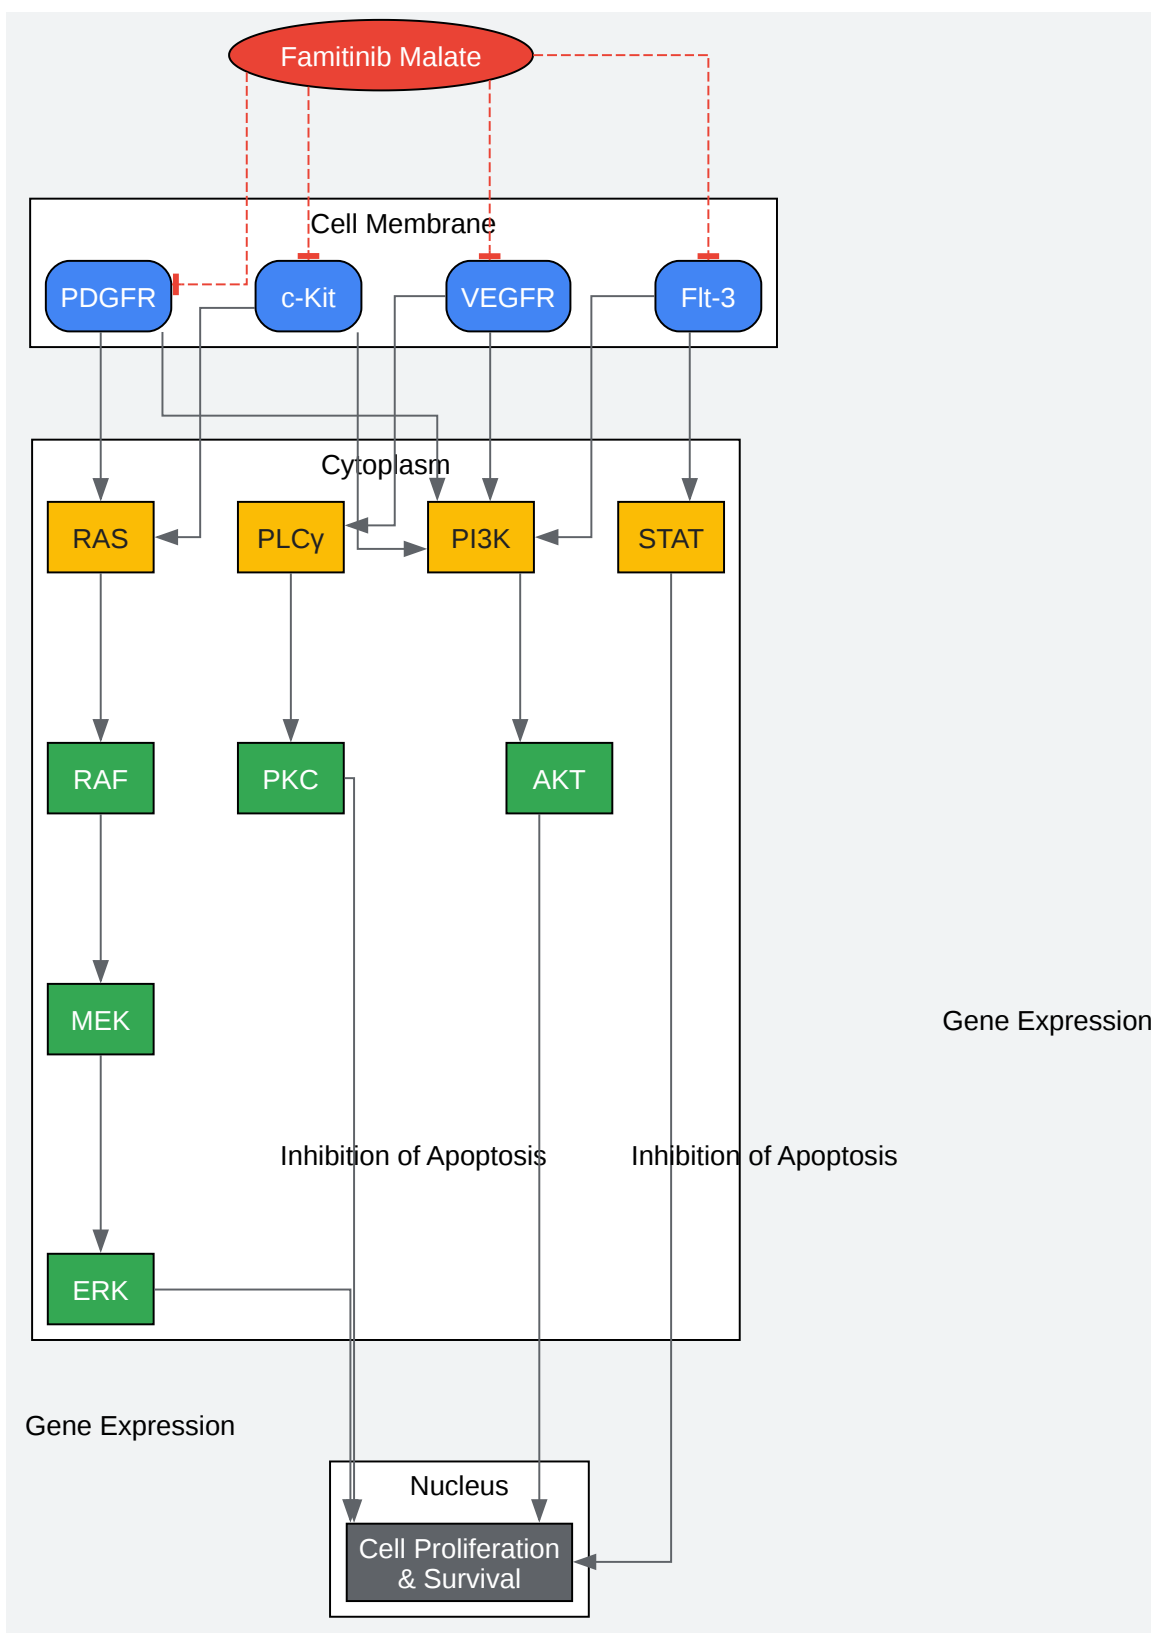 Famitinib Malate
Cell Membrane
PDGFR
c-Kit
VEGFR
Flt-3
Cytoplasm
RAS
PLCγ
PI3K
STAT
RAF
PKC
AKT
MEK
Gene Expression
Inhibition of Apoptosis
Inhibition of Apoptosis
ERK
Gene Expression
Nucleus
Cell Proliferation
& Survival